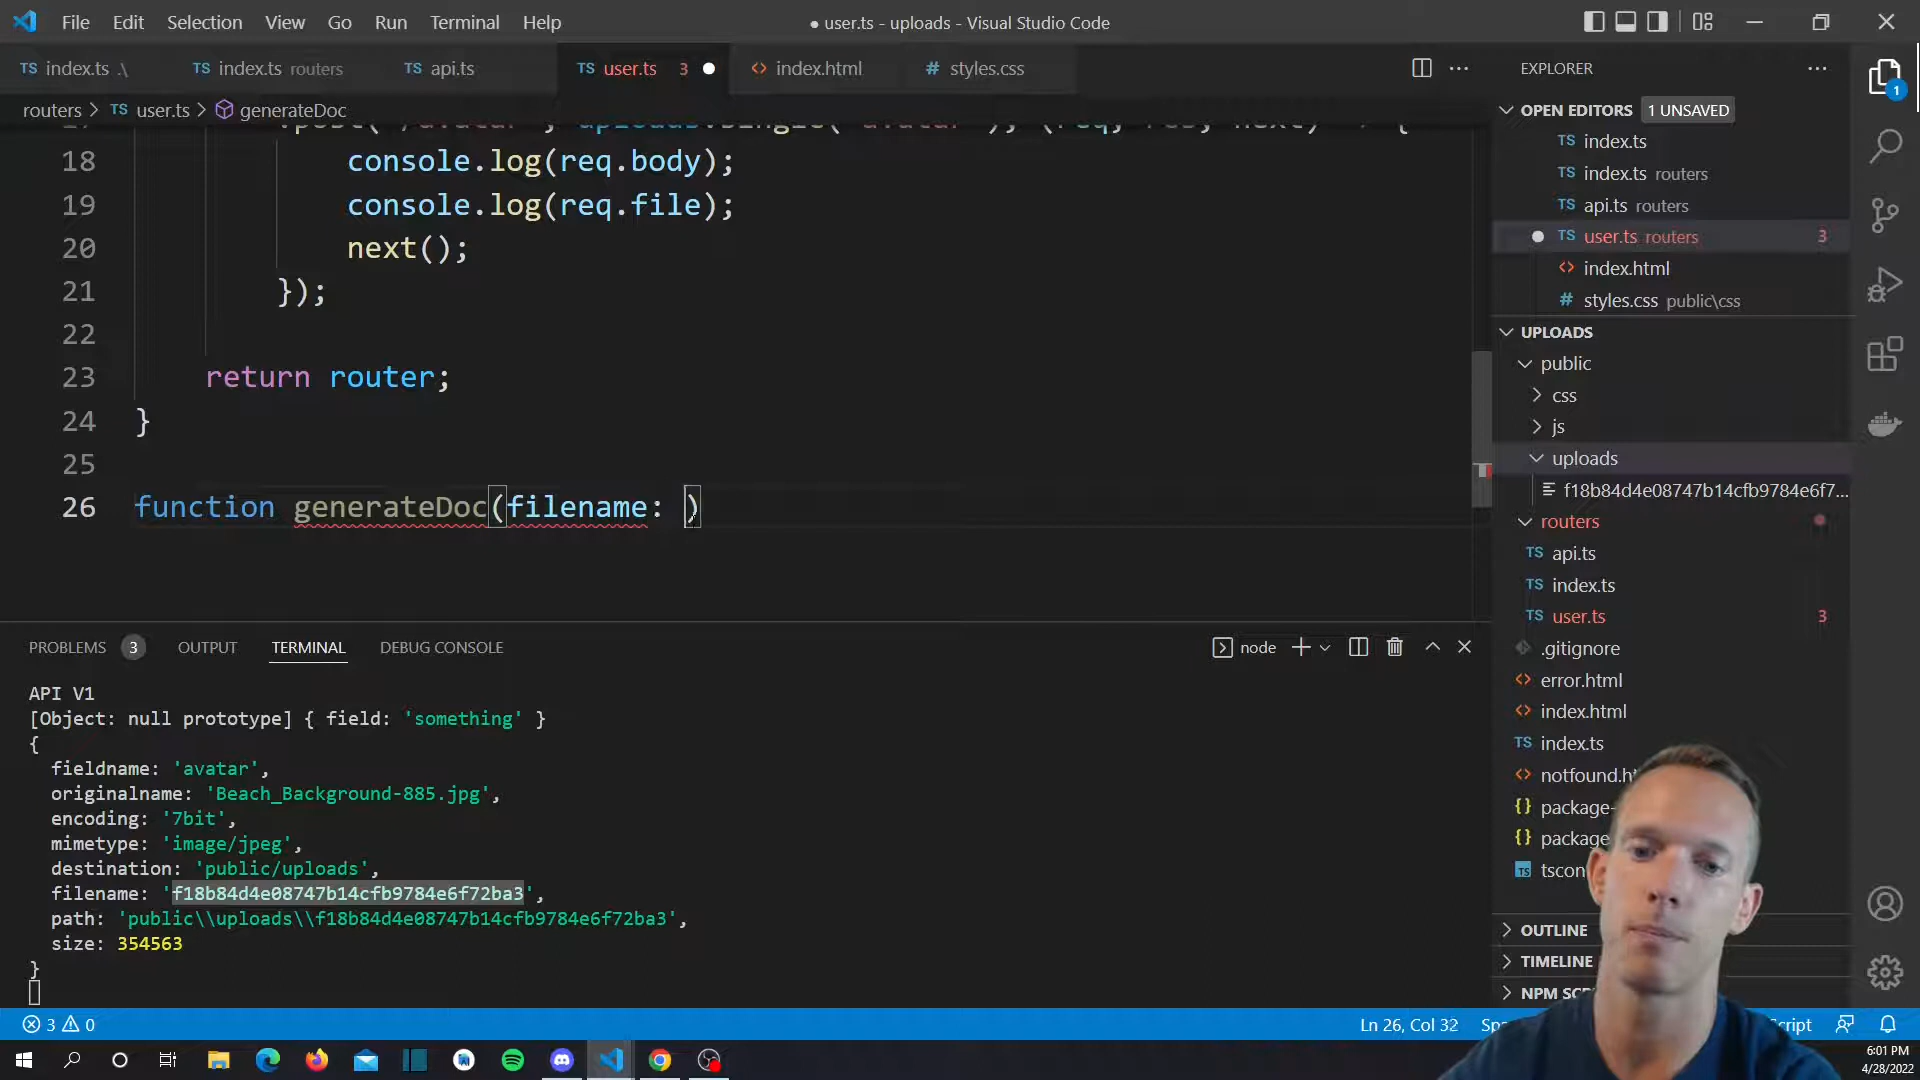 File Edit Selection View Go Run Terminal Help ● user.ts - uploads - Visual Studio Code
TS index.ts .\ TS index.ts routers TS api.ts TS user.ts 3 <> index.html # styles.css
routers > TS user.ts > generateDoc
18 console.log(req.body);
19 console.log(req.file);
20 next();
21 });
22
23 return router;
24 }
25
26 function generateDoc(filename: )
EXPLORER
OPEN EDITORS 1 UNSAVED
TS index.ts
TS index.ts routers
TS api.ts routers
TS user.ts routers 3
<> index.html
# styles.css public\css
UPLOADS
public
css
js
uploads
f18b84d4e08747b14cfb9784e6f7...
routers
TS api.ts
TS index.ts
TS user.ts 3
.gitignore
<> error.html
<> index.html
TS index.ts
<> notfound.h
{} package-
{} package
TS tscon
OUTLINE
TIMELINE
NPM SC
1
PROBLEMS 3 OUTPUT TERMINAL DEBUG CONSOLE node
API V1
[Object: null prototype] { field: 'something' }
{
fieldname: 'avatar',
originalname: 'Beach_Background-885.jpg',
encoding: '7bit',
mimetype: 'image/jpeg',
destination: 'public/uploads',
filename: 'f18b84d4e08747b14cfb9784e6f72ba3',
path: 'public\\uploads\\f18b84d4e08747b14cfb9784e6f72ba3',
size: 354563
}
3 0 Ln 26, Col 32 Spa cript
6:01 PM
4/28/2022